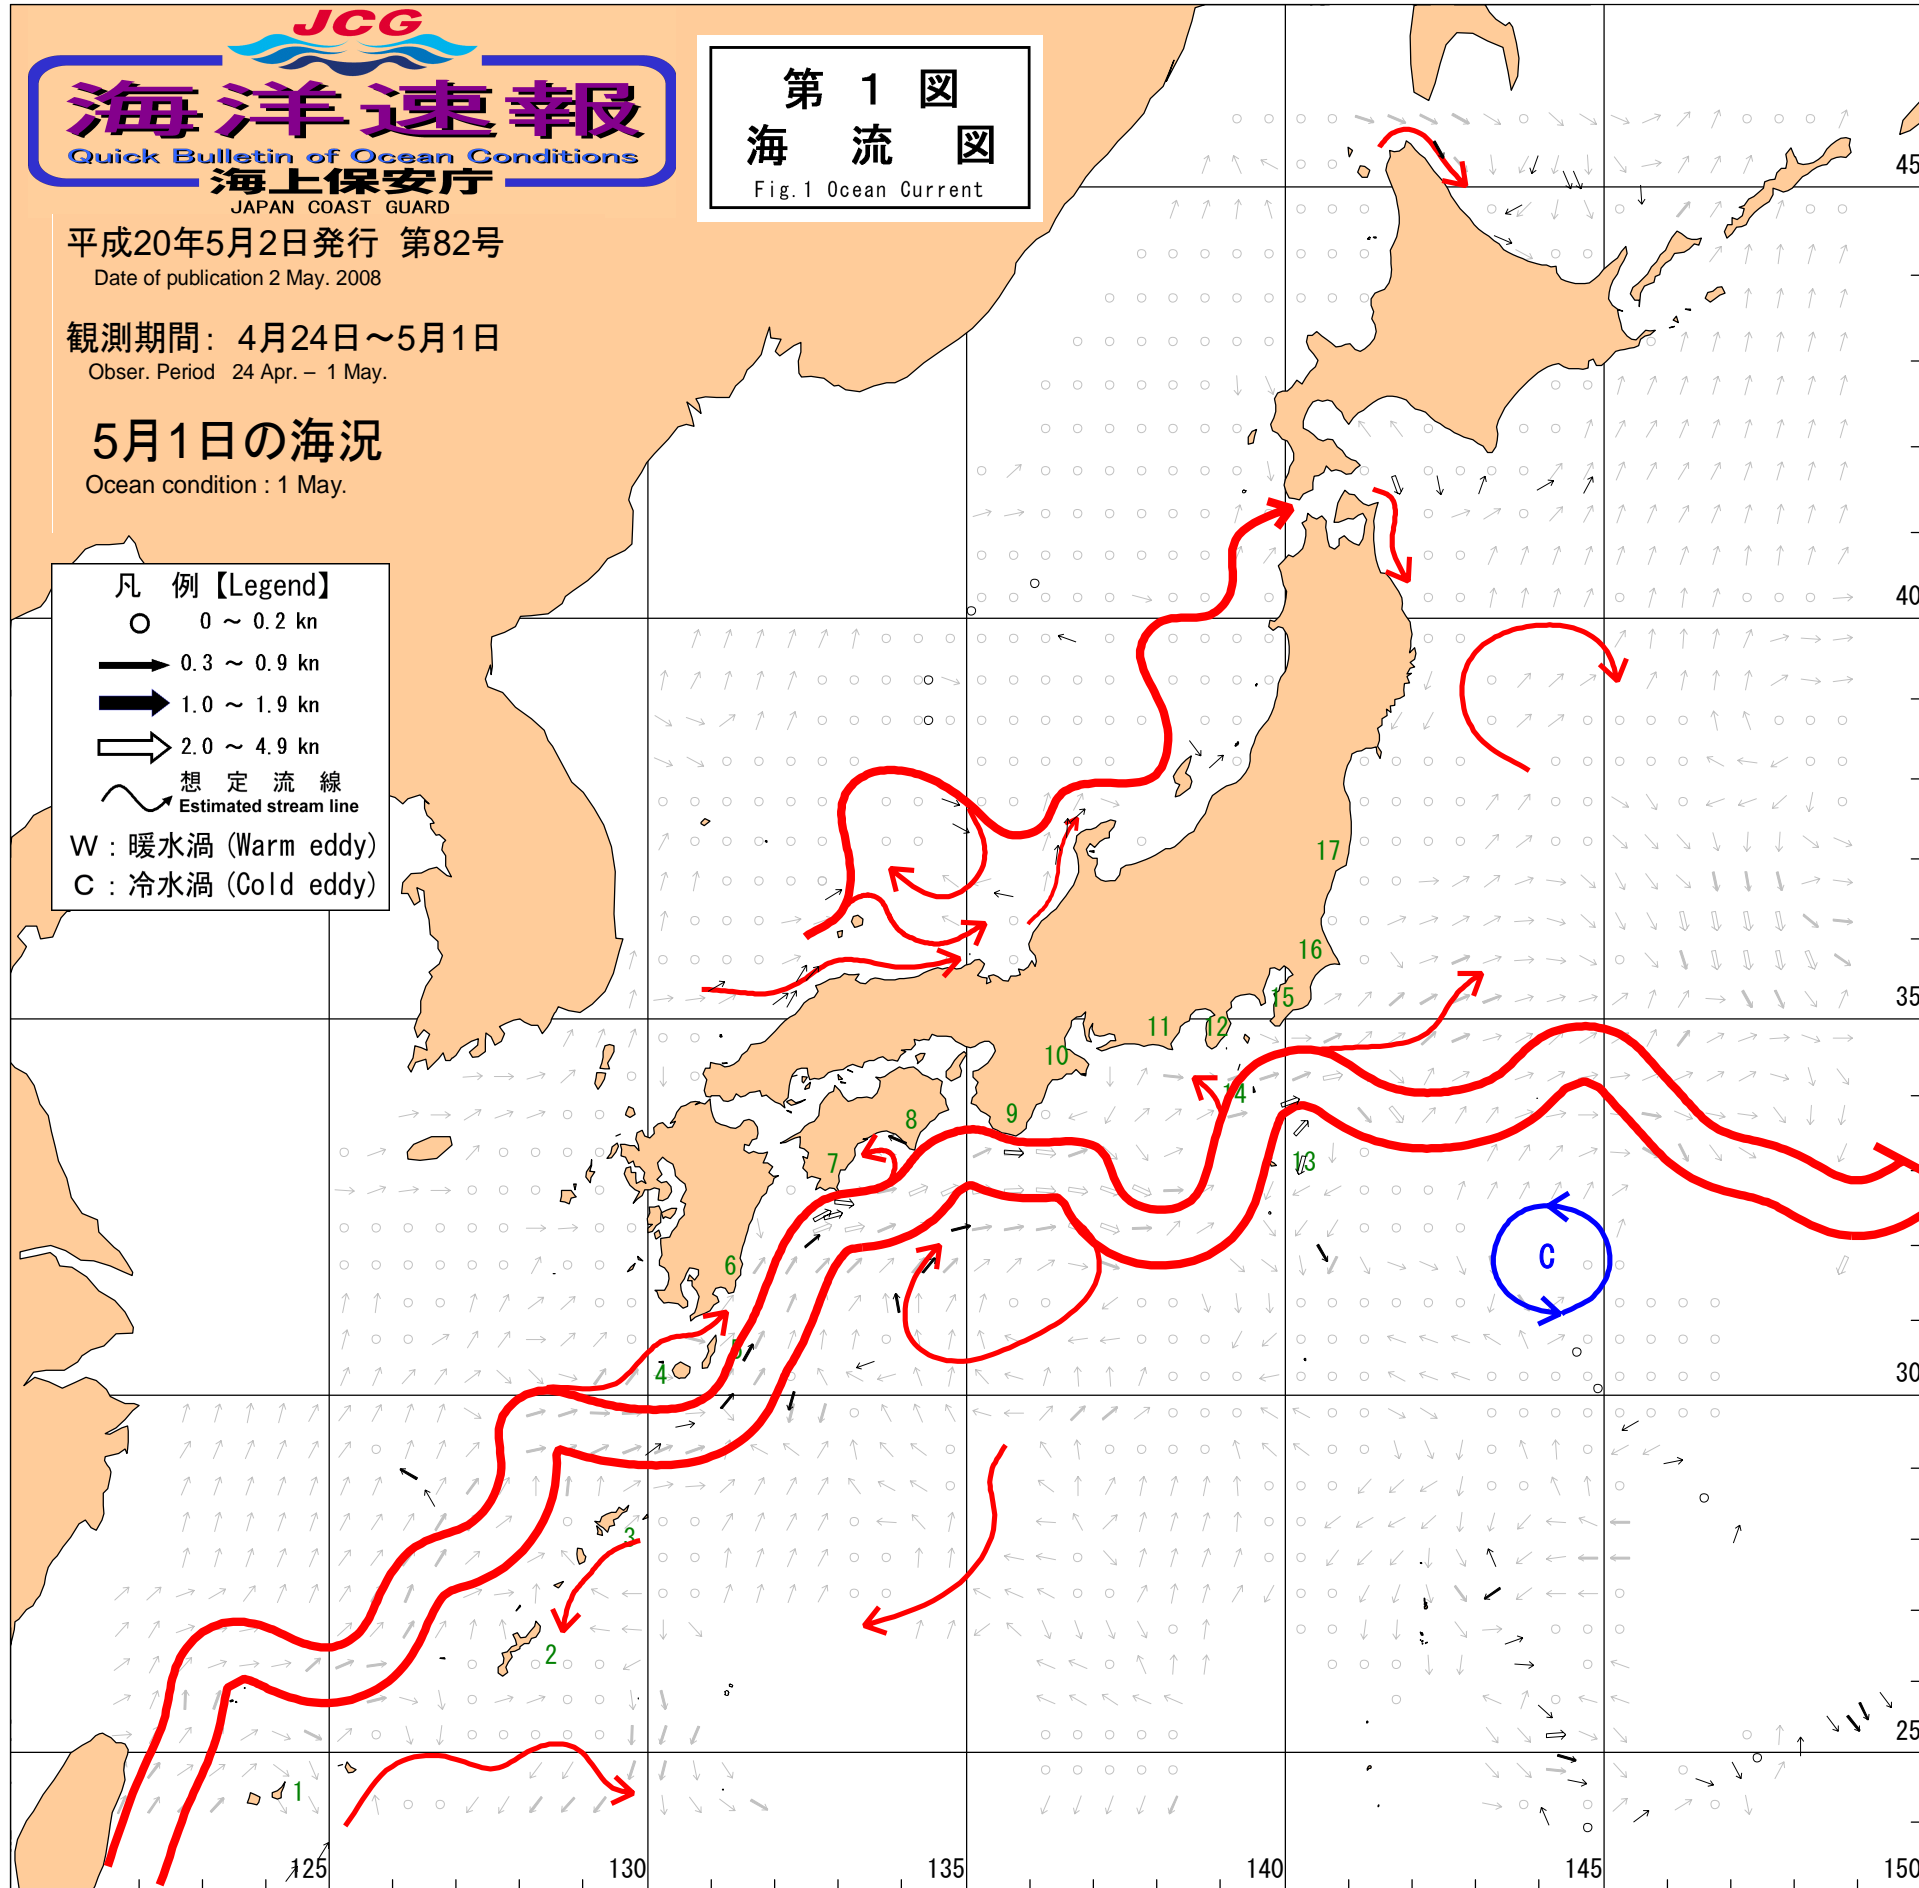 JCG
海洋速報
Quick Bulletin of Ocean Conditions
海上保安庁
JAPAN COAST GUARD
平成20年5月2日発行 第82号
Date of publication 2 May. 2008
観測期間: 4月24日～5月1日
Obser. Period 24 Apr. – 1 May.
5月1日の海況
Ocean condition : 1 May.
第 1 図
海 流 図
Fig.1 Ocean Current
凡 例【Legend】
0 ～ 0.2 kn
0.3 ～ 0.9 kn
1.0 ～ 1.9 kn
2.0 ～ 4.9 kn
想 定 流 線
Estimated stream line
W : 暖水渦 (Warm eddy)
C : 冷水渦 (Cold eddy)
45
40
17
16
15
35
12
11
10
14
9
8
7
13
6
C
5
4
30
3
2
25
1
125
130
135
140
145
150